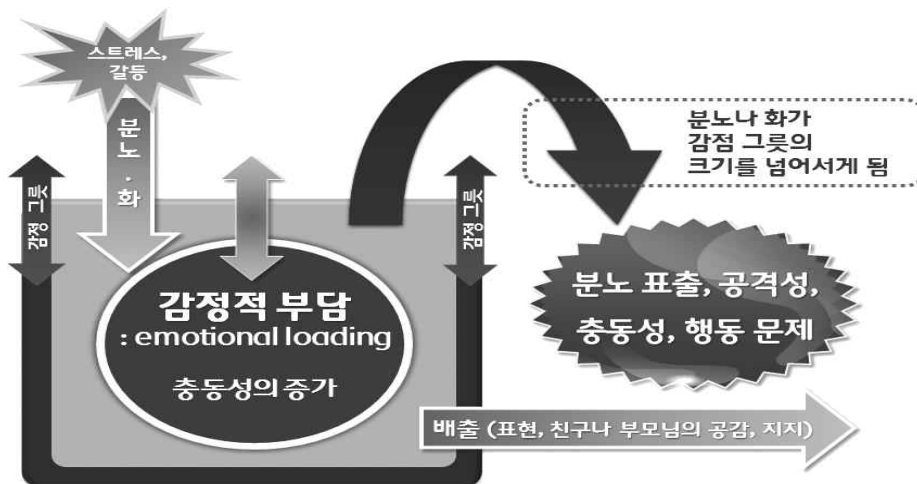 스트레스,
갈등
분노·화
분노나 화가
감점 그릇의
크기를 넘어서게 됨
감정 그릇
감정 그릇
감정적 부담
: emotional loading
충동성의 증가
분노 표출, 공격성,
충동성, 행동 문제
배출 (표현, 친구나 부모님의 공감, 지지)